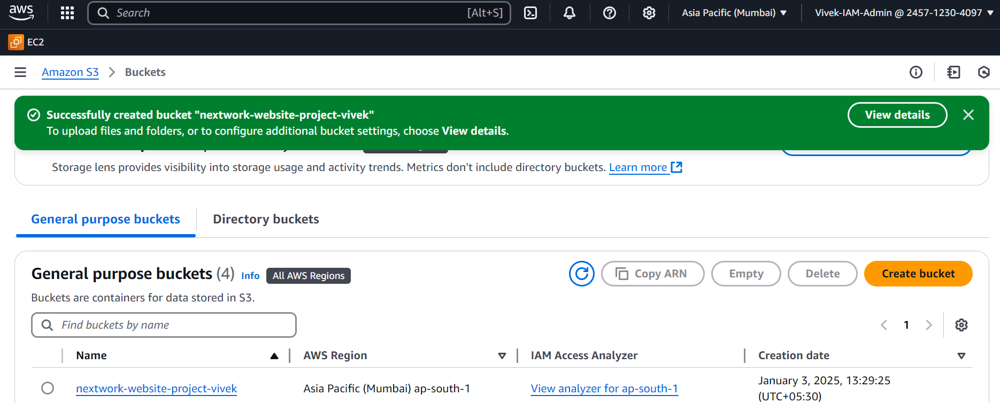 aws
Search [Alt+S]
Asia Pacific (Mumbai) ▼
Vivek-IAM-Admin @ 2457-1230-4097 ▼
EC2
Amazon S3 > Buckets
Successfully created bucket "nextwork-website-project-vivek"
To upload files and folders, or to configure additional bucket settings, choose View details.
View details
Storage lens provides visibility into storage usage and activity trends. Metrics don't include directory buckets. Learn more
General purpose buckets
Directory buckets
General purpose buckets (4) Info All AWS Regions
Copy ARN
Empty
Delete
Create bucket
Buckets are containers for data stored in S3.
Find buckets by name
1
Name AWS Region IAM Access Analyzer Creation date
nextwork-website-project-vivek Asia Pacific (Mumbai) ap-south-1 View analyzer for ap-south-1 January 3, 2025, 13:29:25
(UTC+05:30)